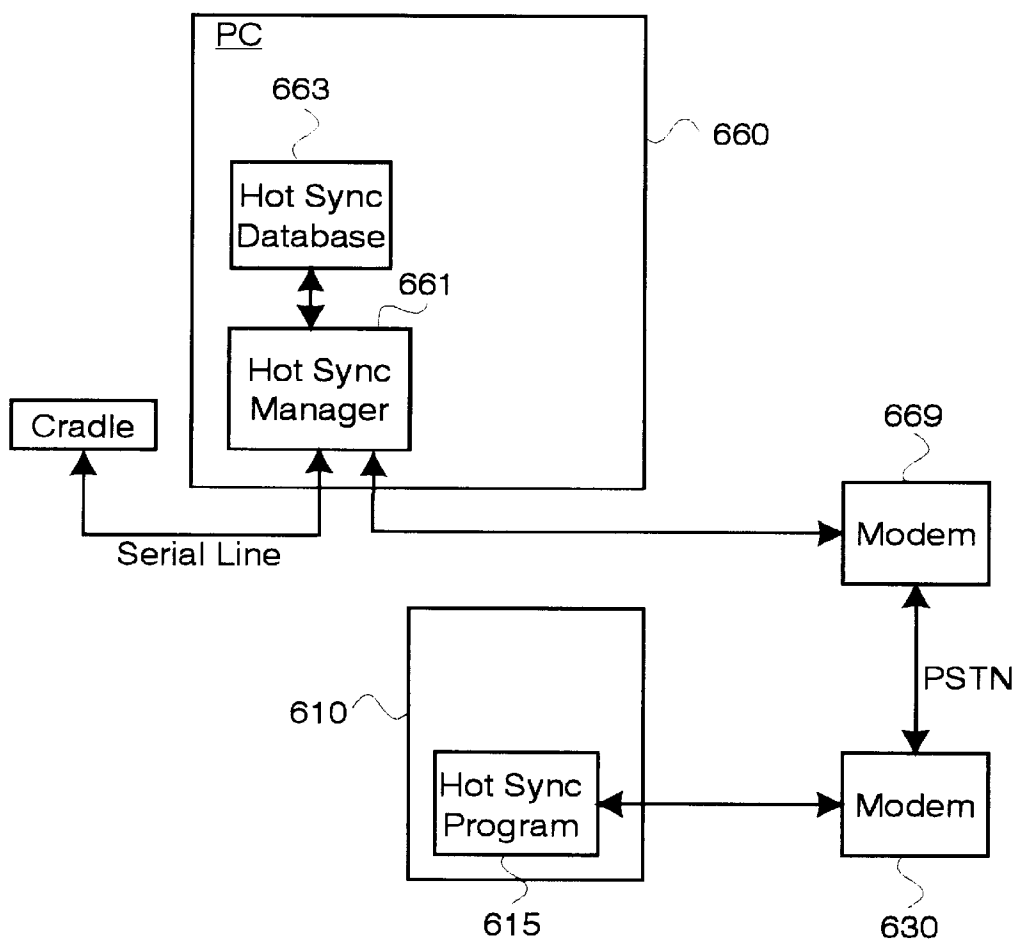 PC
663
660
Hot Sync
Database
661
Hot Sync
Manager
Cradle
669
Serial Line
Modem
PSTN
610
Hot Sync
Program
Modem
615
630